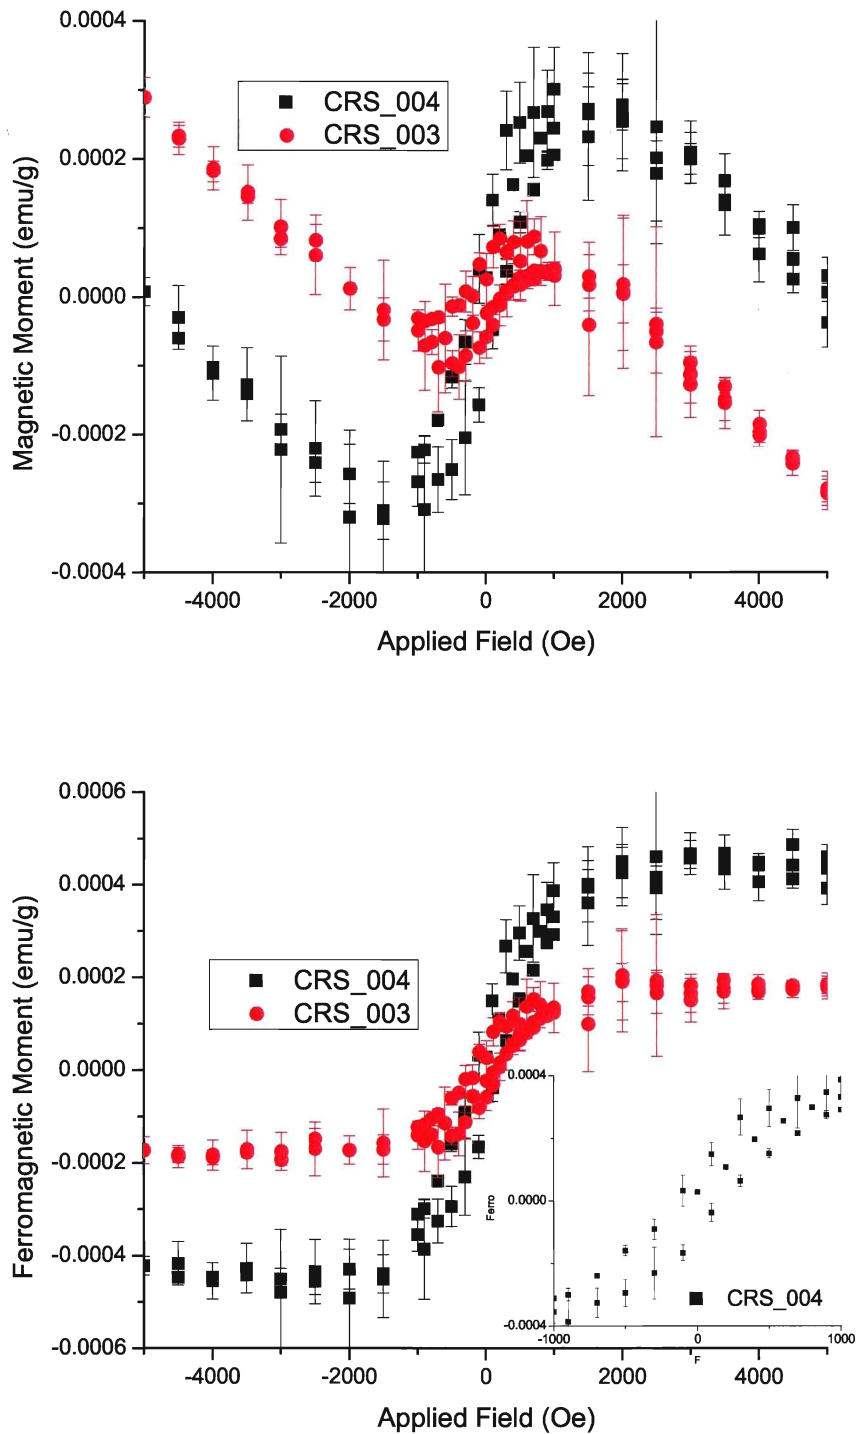 0.0004
0.0002
0.0000
-0.0002
-0.0004
Magnetic Moment (emu/g)
CRS_004
CRS_003
-4000 -2000 0 2000 4000
Applied Field (Oe)
0.0006
0.0004
0.0002
0.0000
-0.0002
-0.0004
-0.0006
Ferromagnetic Moment (emu/g)
CRS_004
CRS_003
0.0004
0.0000
-0.0004
Ferro
CRS_004
-1000 0 1000
F
-4000 -2000 0 2000 4000
Applied Field (Oe)